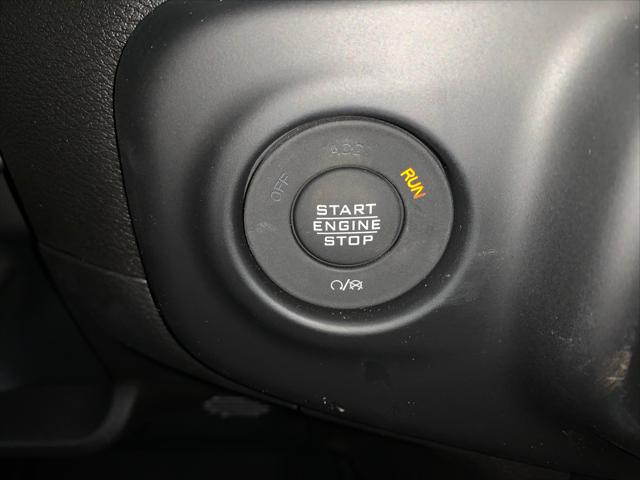 ACC
OFF
RUN
START
ENGINE
STOP